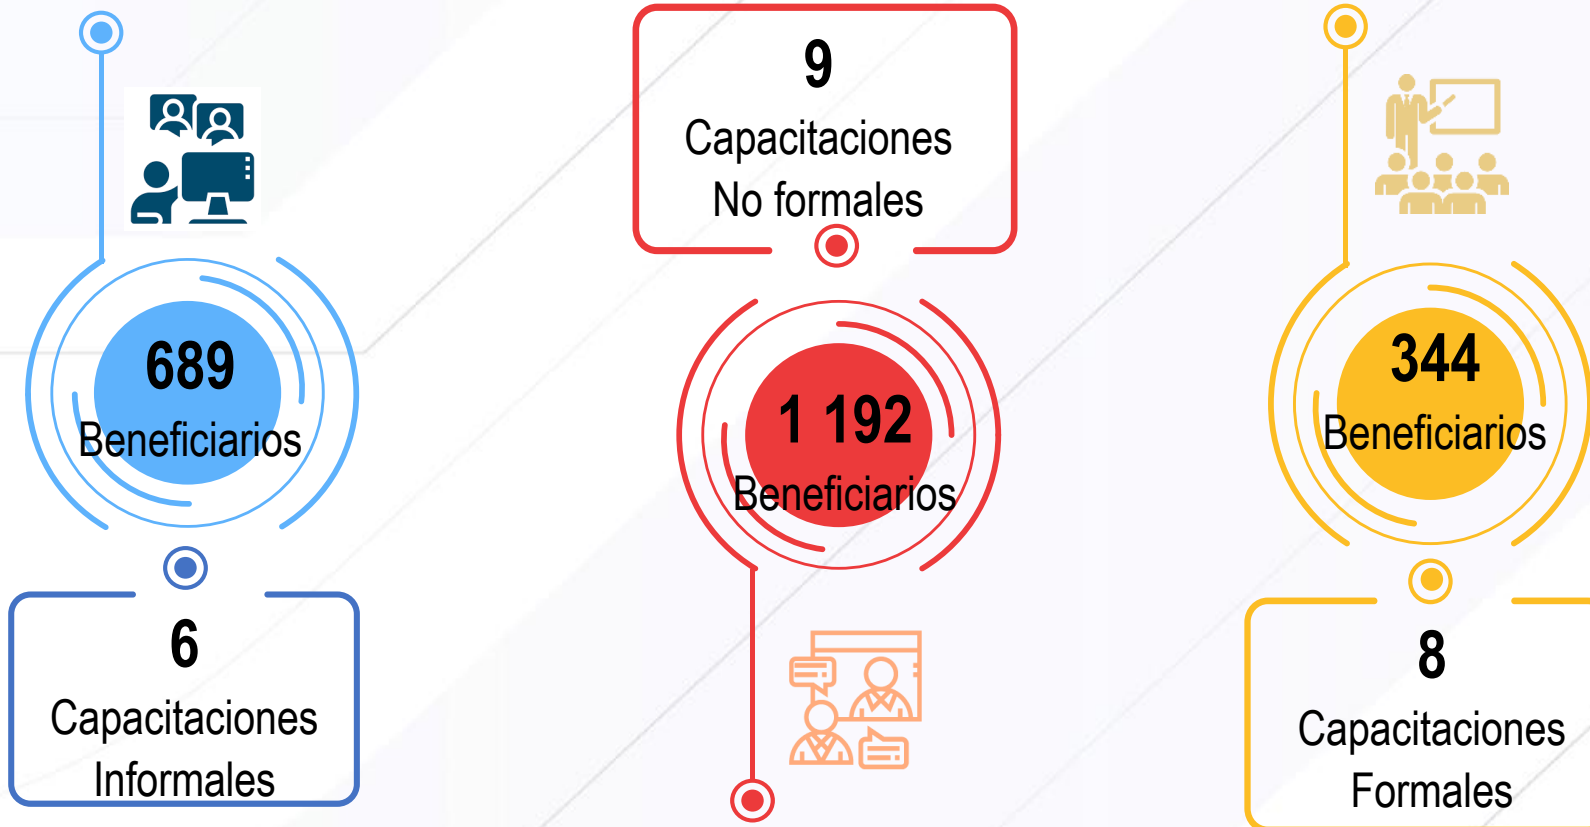 689
Beneficiarios
6
Capacitaciones
Informales
9
Capacitaciones
No formales
1 192
Beneficiarios
344
Beneficiarios
8
Capacitaciones
Formales